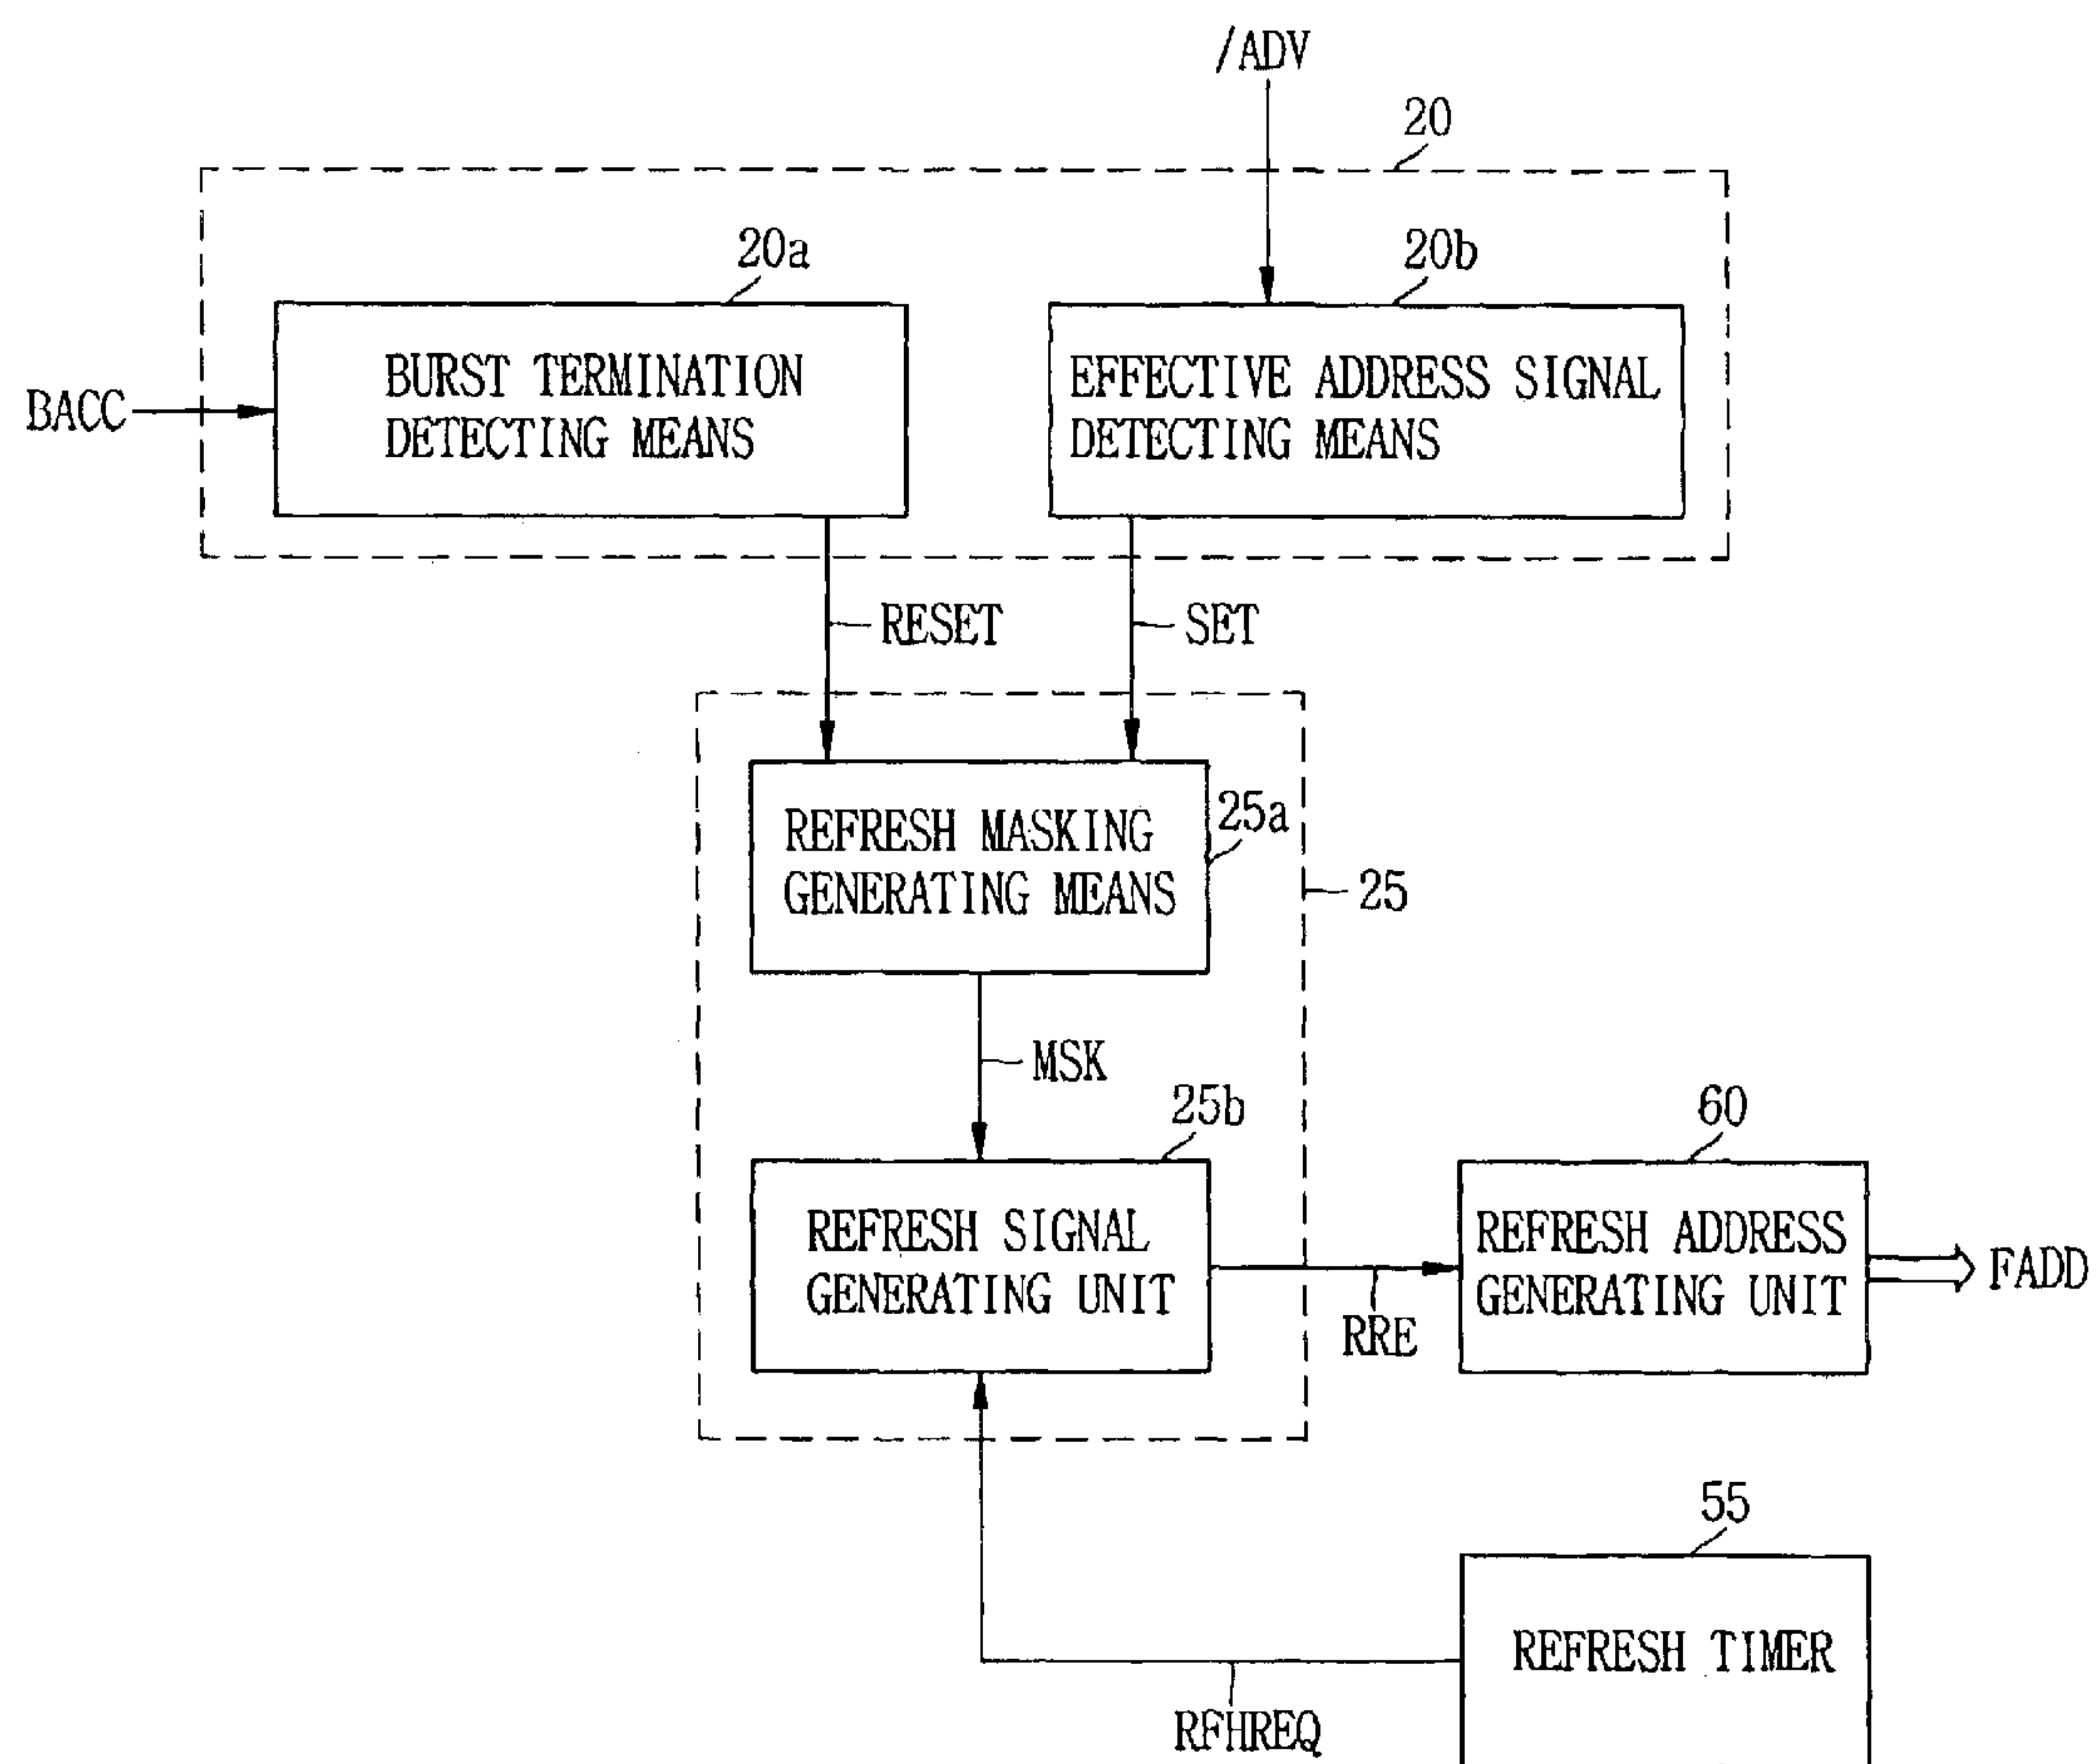 /ADV
20
20a
20b
BURST TERMINATION
DETECTING MEANS
EFFECTIVE ADDRESS SIGNAL
DETECTING MEANS
BACC
RESET
SET
REFRESH MASKING
GENERATING MEANS
25a
25
MSK
25b
60
REFRESH SIGNAL
GENERATING UNIT
REFRESH ADDRESS
GENERATING UNIT
FADD
RRE
55
REFRESH TIMER
RFHREQ